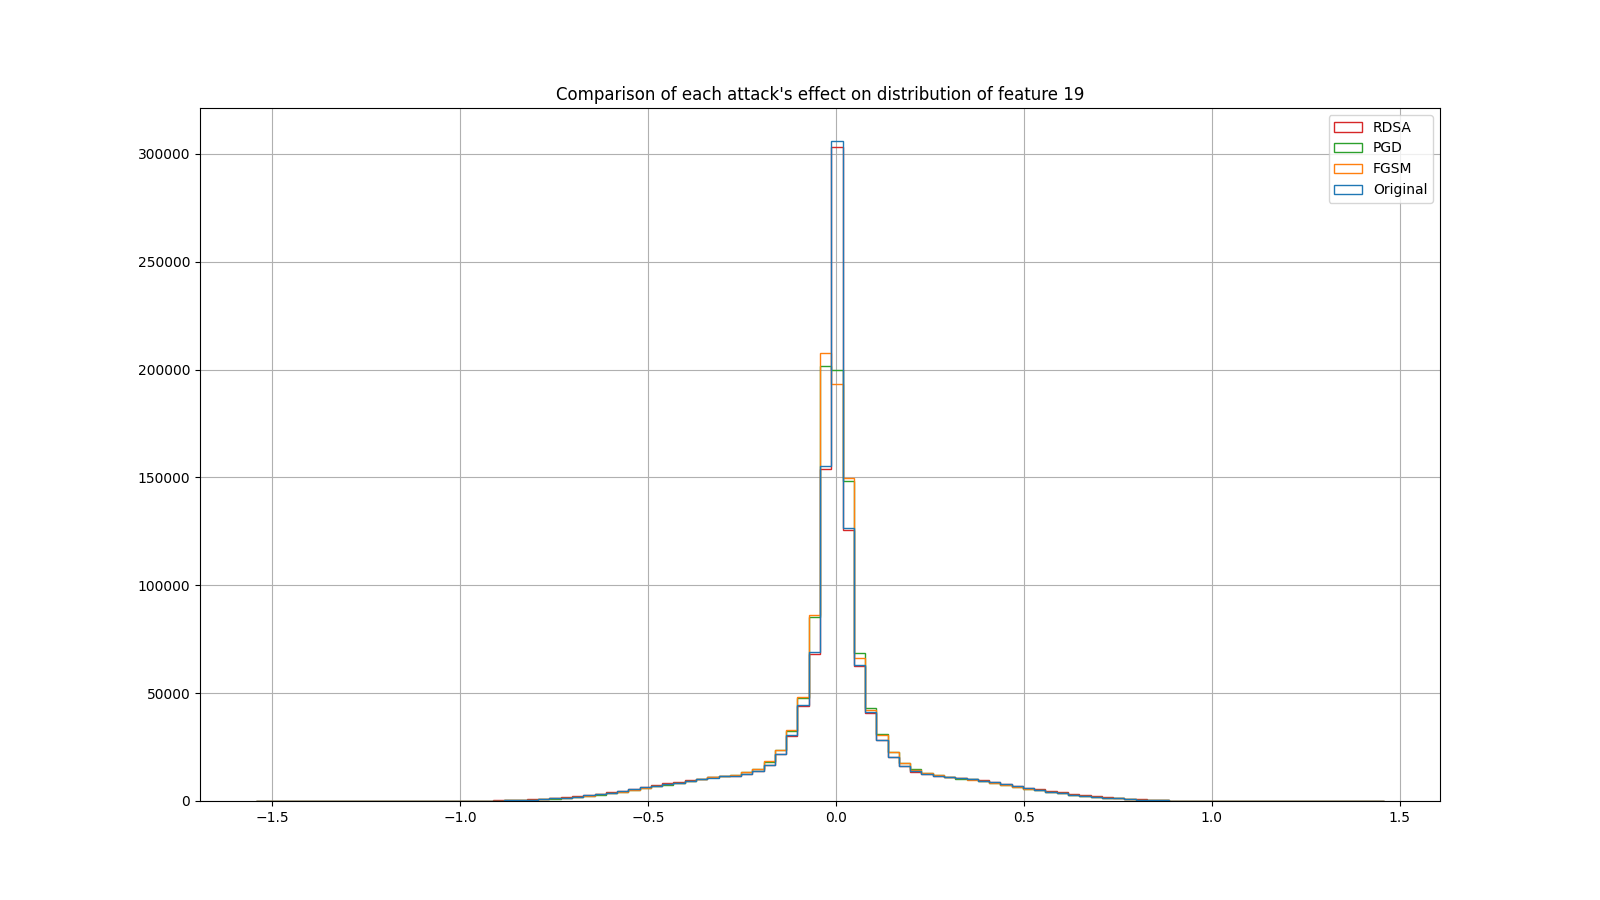 Comparison of each attack's effect on distribution of feature 19
RDSA
PGD
FGSM
Original
300000
250000
200000
150000
100000
50000
0
−1.5
−1.0
−0.5
0.0
0.5
1.0
1.5